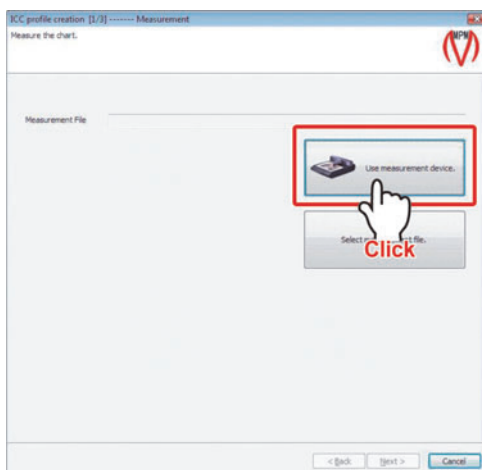 ICC profile creation [1/3] ------- Measurement
Measure the chart.
MPM
Measurement File
Use measurement device.
Select file.
Click
< Back Next > Cancel